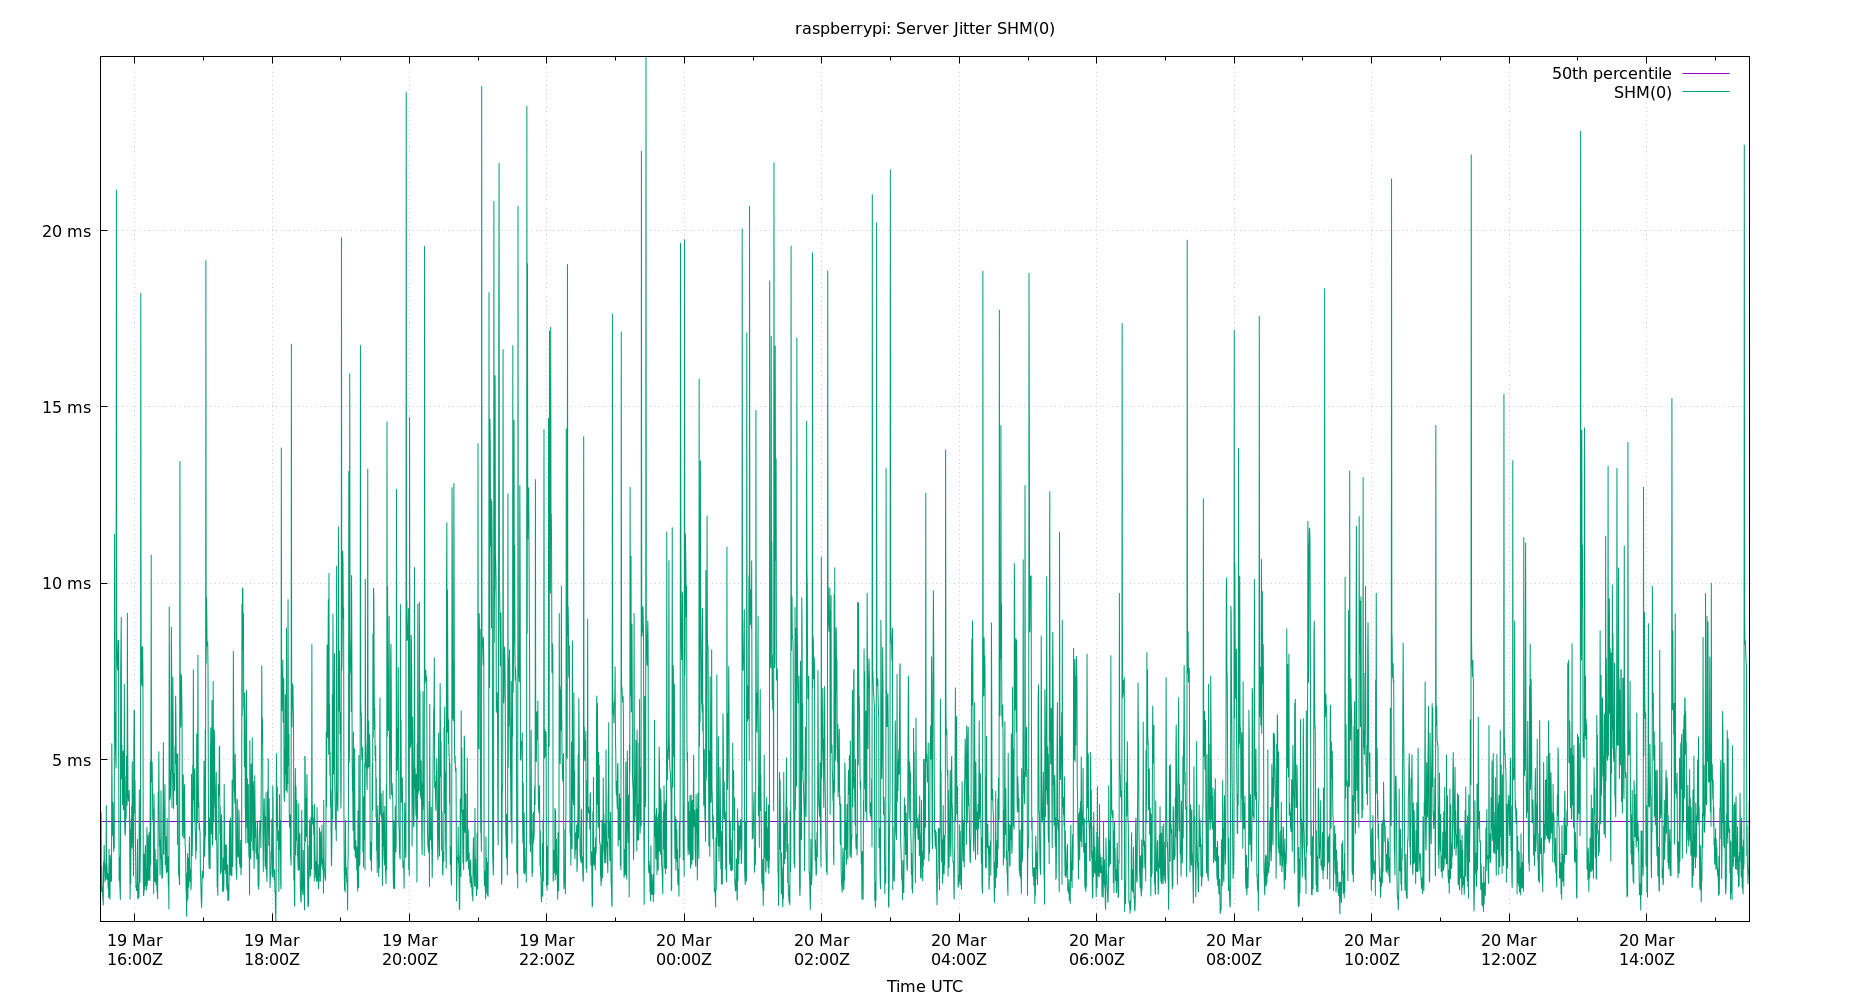 raspberrypi: Server Jitter SHM(0)
50th percentile
SHM(0)
20 ms
15 ms
10 ms
5 ms
19 Mar 19 Mar 19 Mar 19 Mar 20 Mar 20 Mar 20 Mar 20 Mar 20 Mar 20 Mar 20 Mar 20 Mar
16:00Z 18:00Z 20:00Z 22:00Z 00:00Z 02:00Z 04:00Z 06:00Z 08:00Z 10:00Z 12:00Z 14:00Z
Time UTC